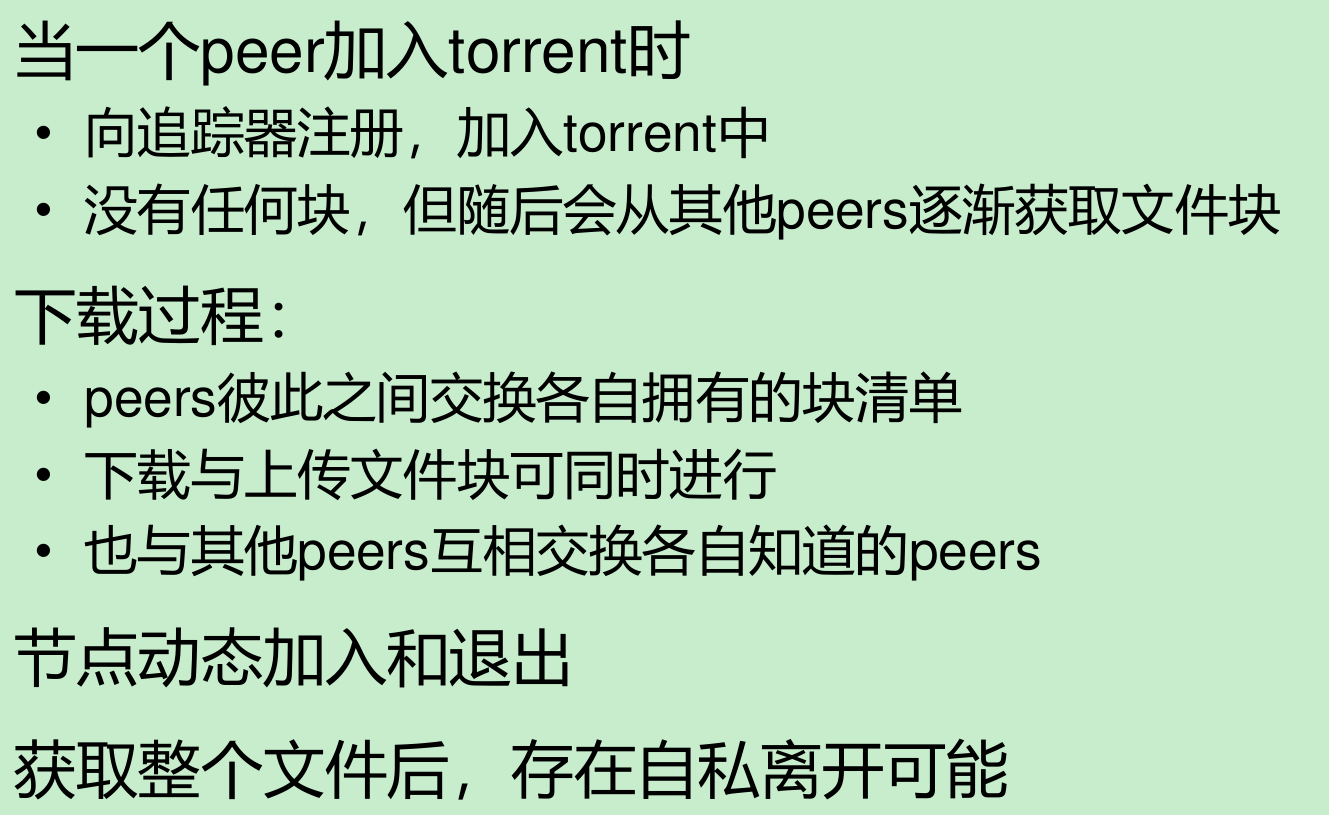 当一个peer加入torrent时
• 向追踪器注册，加入torrent中
• 没有任何块，但随后会从其他peers逐渐获取文件块
下载过程：
• peers彼此之间交换各自拥有的块清单
• 下载与上传文件块可同时进行
• 也与其他peers互相交换各自知道的peers
节点动态加入和退出
获取整个文件后，存在自私离开可能